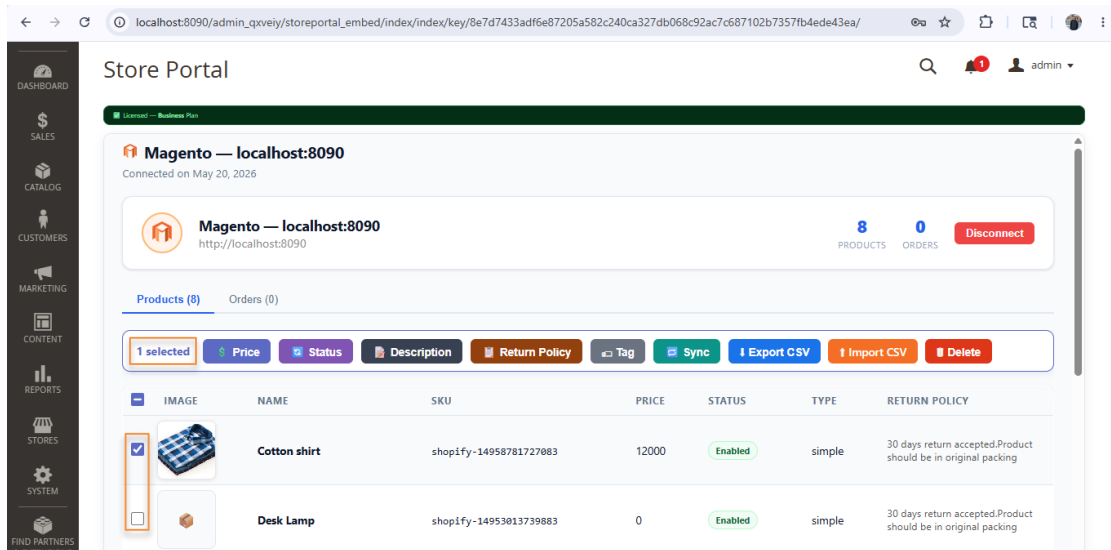 localhost:8090/admin_qxveiy/storeportal_embed/index/index/key/8e7d7433adf6e87205a582c240ca327db068c92ac7c687102b7357fb4ede43ea/
DASHBOARD
SALES
CATALOG
CUSTOMERS
MARKETING
CONTENT
REPORTS
STORES
SYSTEM
FIND PARTNERS
Store Portal
1
admin
Licensed — Business Plan
Magento — localhost:8090
Connected on May 20, 2026
Magento — localhost:8090
http://localhost:8090
8 PRODUCTS
0 ORDERS
Disconnect
Products (8) Orders (0)
1 selected $ Price Status Description Return Policy Tag Sync Export CSV Import CSV Delete
IMAGE NAME SKU PRICE STATUS TYPE RETURN POLICY
Cotton shirt shopify-14958781727083 12000 Enabled simple 30 days return accepted.Product
should be in original packing
Desk Lamp shopify-14953013739883 0 Enabled simple 30 days return accepted.Product
should be in original packing